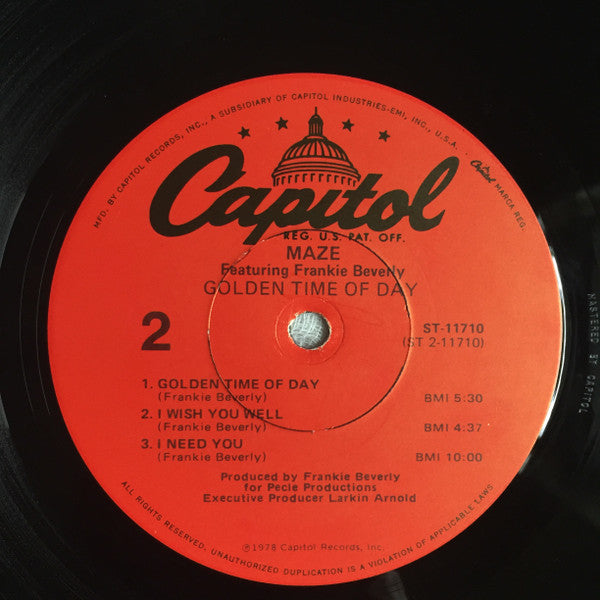 MFD. BY CAPITOL RECORDS, INC., A SUBSIDIARY OF CAPITOL INDUSTRIES-EMI, INC., U.S.A.
Capitol MARCA REG.
Capitol
REG. U.S. PAT. OFF.
MAZE
Featuring Frankie Beverly
GOLDEN TIME OF DAY
2
ST-11710
(ST 2-11710)
1. GOLDEN TIME OF DAY
(Frankie Beverly) BMI 5:30
2. I WISH YOU WELL
(Frankie Beverly) BMI 4:37
3. I NEED YOU
(Frankie Beverly) BMI 10:00
Produced by Frankie Beverly
for Pecle Productions
Executive Producer Larkin Arnold
℗1978 Capitol Records, Inc.
ALL RIGHTS RESERVED. UNAUTHORIZED DUPLICATION IS A VIOLATION OF APPLICABLE LAWS
MASTERED BY CAPITOL